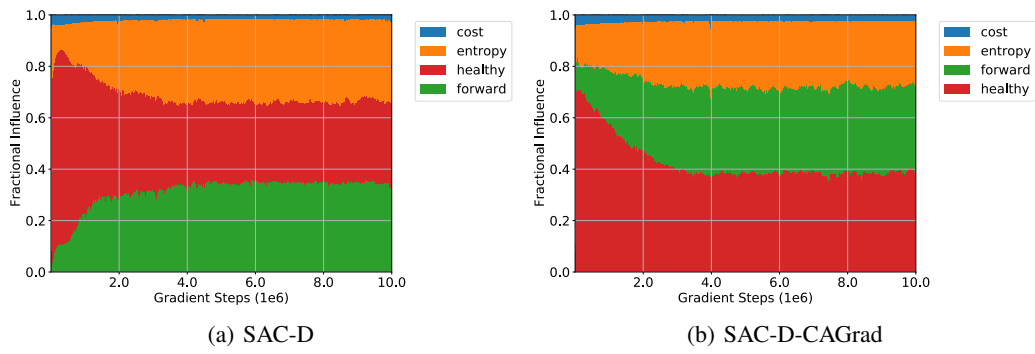 1.0
0.8
0.6
0.4
0.2
0.0
Fractional Influence
2.0 4.0 6.0 8.0 10.0
Gradient Steps (1e6)
cost
entropy
healthy
forward
(a) SAC-D
1.0
0.8
0.6
0.4
0.2
0.0
Fractional Influence
2.0 4.0 6.0 8.0 10.0
Gradient Steps (1e6)
cost
entropy
forward
healthy
(b) SAC-D-CAGrad